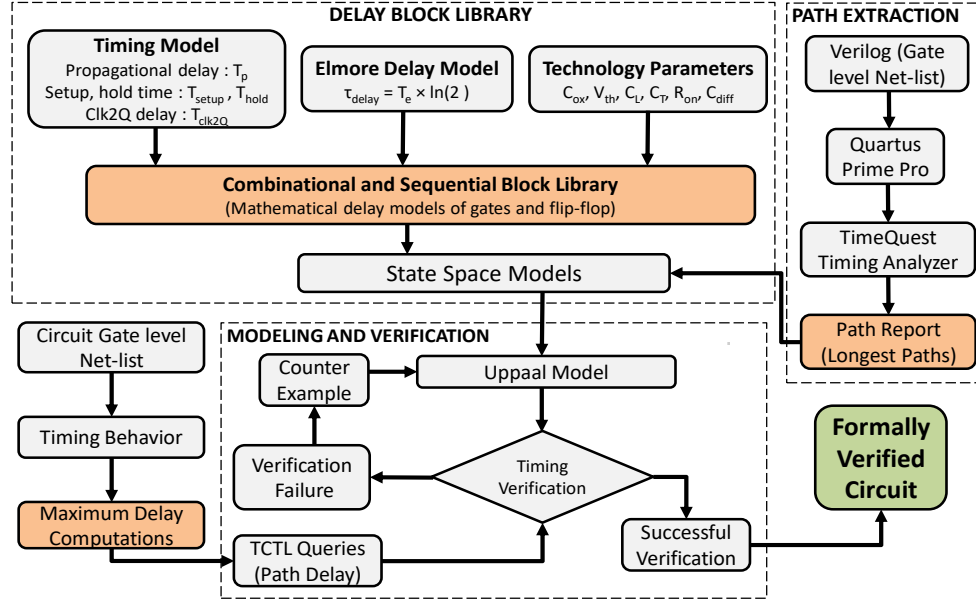 DELAY BLOCK LIBRARY
Timing Model
Propagational delay : Tp
Setup, hold time : Tsetup , Thold
Clk2Q delay : Tclk2Q
Elmore Delay Model
τdelay = Te × ln(2 )
Technology Parameters
Cox, Vth, CL, CT, Ron, Cdiff
Combinational and Sequential Block Library
(Mathematical delay models of gates and flip-flop)
State Space Models
PATH EXTRACTION
Verilog (Gate
level Net-list)
Quartus
Prime Pro
TimeQuest
Timing Analyzer
Path Report
(Longest Paths)
Circuit Gate level
Net-list
Timing Behavior
Maximum Delay
Computations
MODELING AND VERIFICATION
Counter
Example
Uppaal Model
Verification
Failure
Timing
Verification
TCTL Queries
(Path Delay)
Successful
Verification
Formally
Verified
Circuit